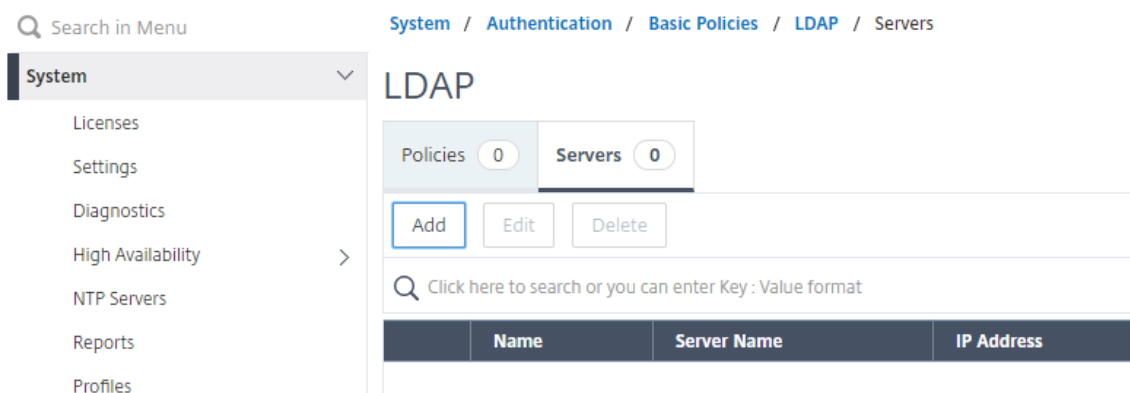 Search in Menu
System
Licenses
Settings
Diagnostics
High Availability
NTP Servers
Reports
Profiles
System / Authentication / Basic Policies / LDAP / Servers
LDAP
Policies 0 Servers 0
Add Edit Delete
Click here to search or you can enter Key : Value format
Name Server Name IP Address